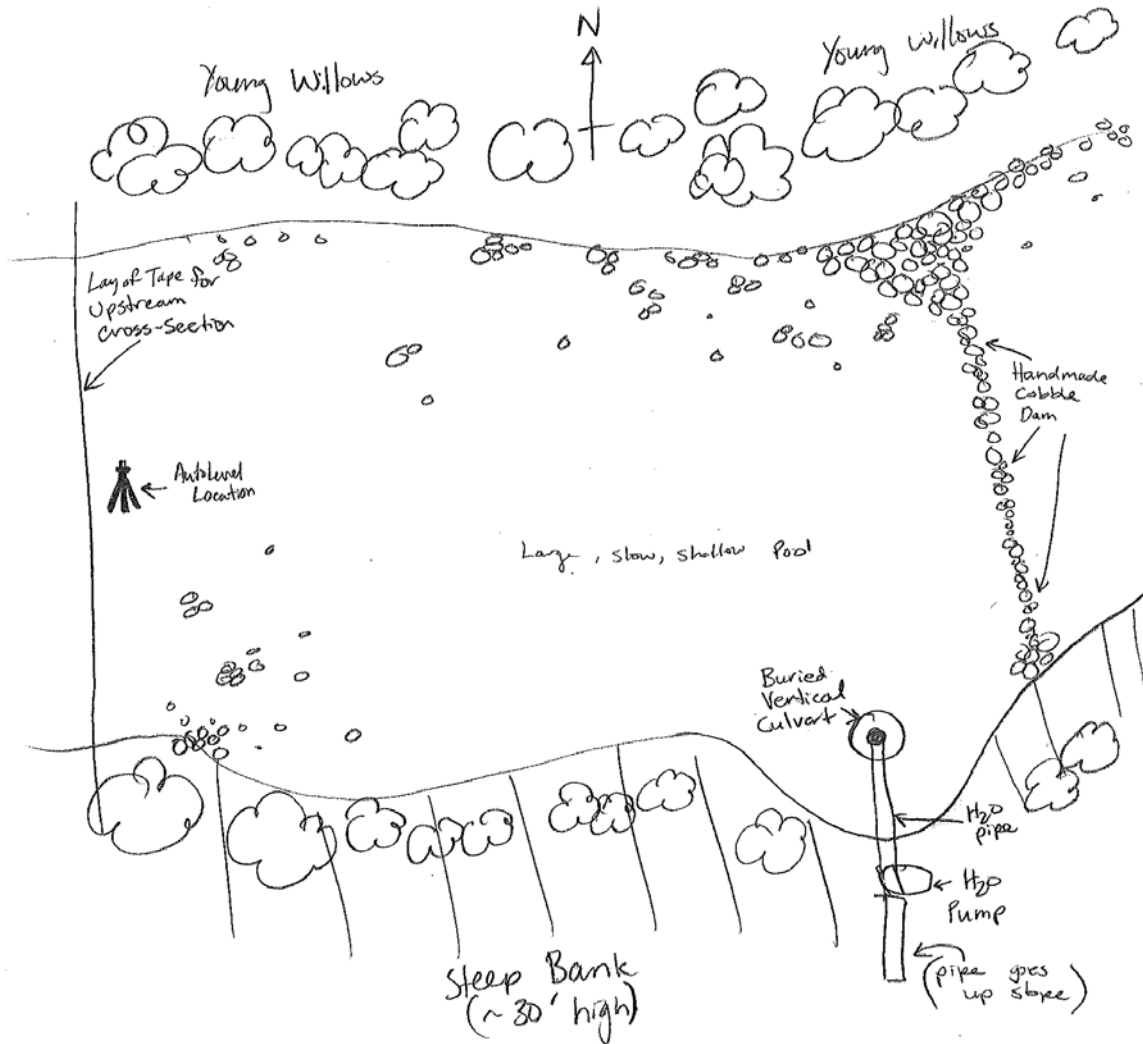 N
Young Willows
Young Willows
Lay of Tape for
Upstream
Cross-Section
Handmade
Cobble
Dam
AutoLevel
Location
Large, slow, shallow Pool
Buried
Vertical
Culvert
H2O
pipe
H2O
Pump
(pipe goes
up slope)
Steep Bank
(~30' high)